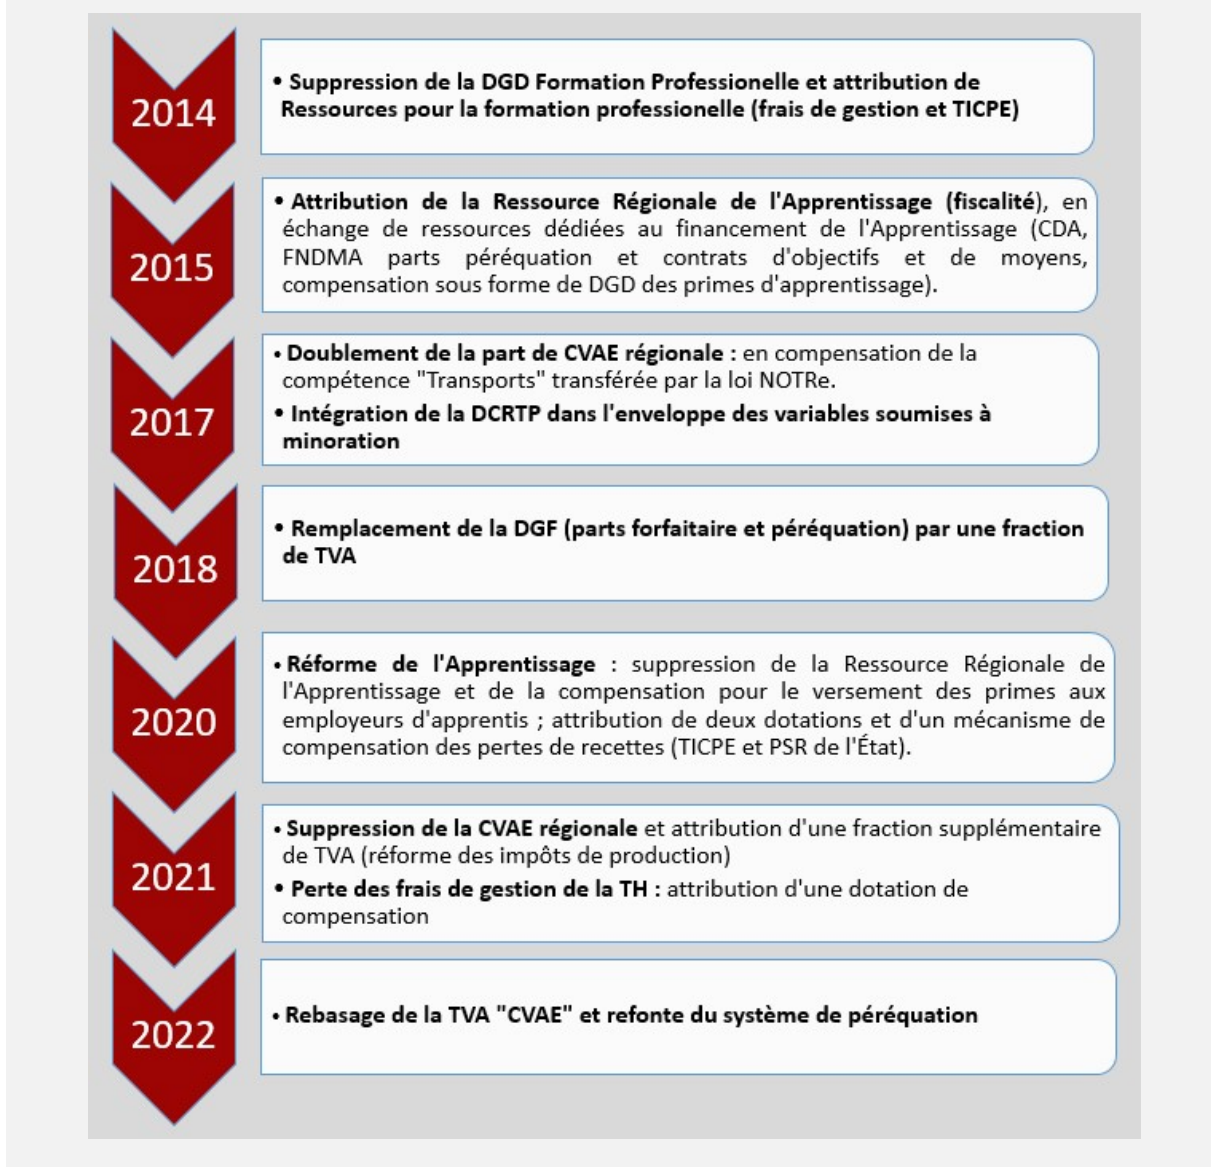 2014
• Suppression de la DGD Formation Professionelle et attribution de
Ressources pour la formation professionelle (frais de gestion et TICPE)
2015
• Attribution de la Ressource Régionale de l'Apprentissage (fiscalité), en
échange de ressources dédiées au financement de l'Apprentissage (CDA,
FNDMA parts péréquation et contrats d'objectifs et de moyens,
compensation sous forme de DGD des primes d'apprentissage).
2017
• Doublement de la part de CVAE régionale : en compensation de la
compétence "Transports" transférée par la loi NOTRe.
• Intégration de la DCRTP dans l'enveloppe des variables soumises à
minoration
2018
• Remplacement de la DGF (parts forfaitaire et péréquation) par une fraction
de TVA
2020
• Réforme de l'Apprentissage : suppression de la Ressource Régionale de
l'Apprentissage et de la compensation pour le versement des primes aux
employeurs d'apprentis ; attribution de deux dotations et d'un mécanisme de
compensation des pertes de recettes (TICPE et PSR de l'État).
2021
• Suppression de la CVAE régionale et attribution d'une fraction supplémentaire
de TVA (réforme des impôts de production)
• Perte des frais de gestion de la TH : attribution d'une dotation de
compensation
2022
• Rebasage de la TVA "CVAE" et refonte du système de péréquation